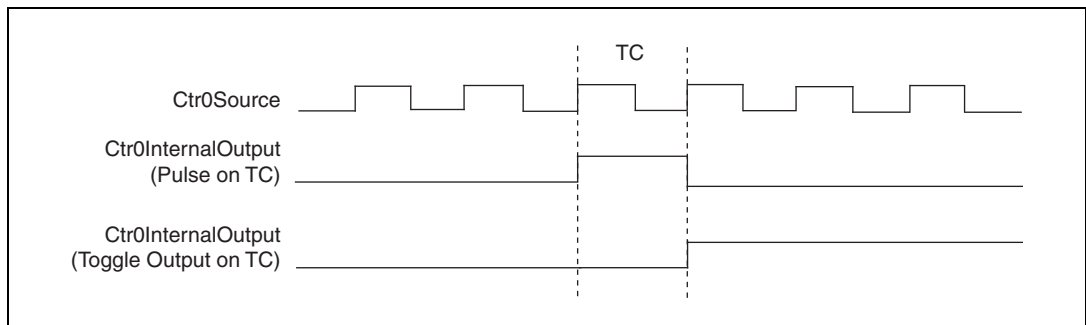 TC
Ctr0Source
Ctr0InternalOutput
(Pulse on TC)
Ctr0InternalOutput
(Toggle Output on TC)